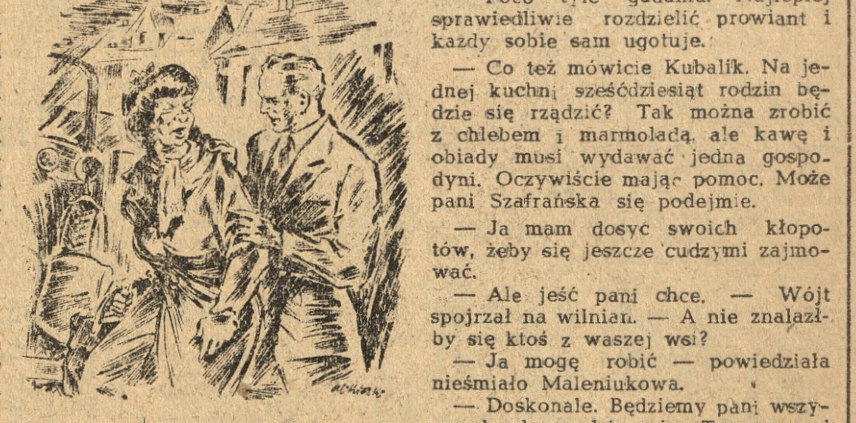 sprawiedliwie rozdzielić prowiant i
każdy sobie sam ugotuje.
— Co też mówicie Kubalik. Na je-
dnej kuchni sześćdziesiąt rodzin bę-
dzie się rządzić? Tak można zrobić
z chlebem i marmoladą, ale kawę i
obiady musi wydawać jedna gospo-
dyni. Oczywiście mając pomoc. Może
pani Szafrańska się podejmie.
— Ja mam dosyć swoich kłopo-
tów, żeby się jeszcze cudzymi zajmo-
wać.
— Ale jeść pani chce. — Wójt
spojrzał na wilnian. — A nie znalazł-
by się ktoś z waszej wsi?
— Ja mogę robić — powiedziała
nieśmiało Maleniukowa.
— Doskonale. Będziemy pani wszy-